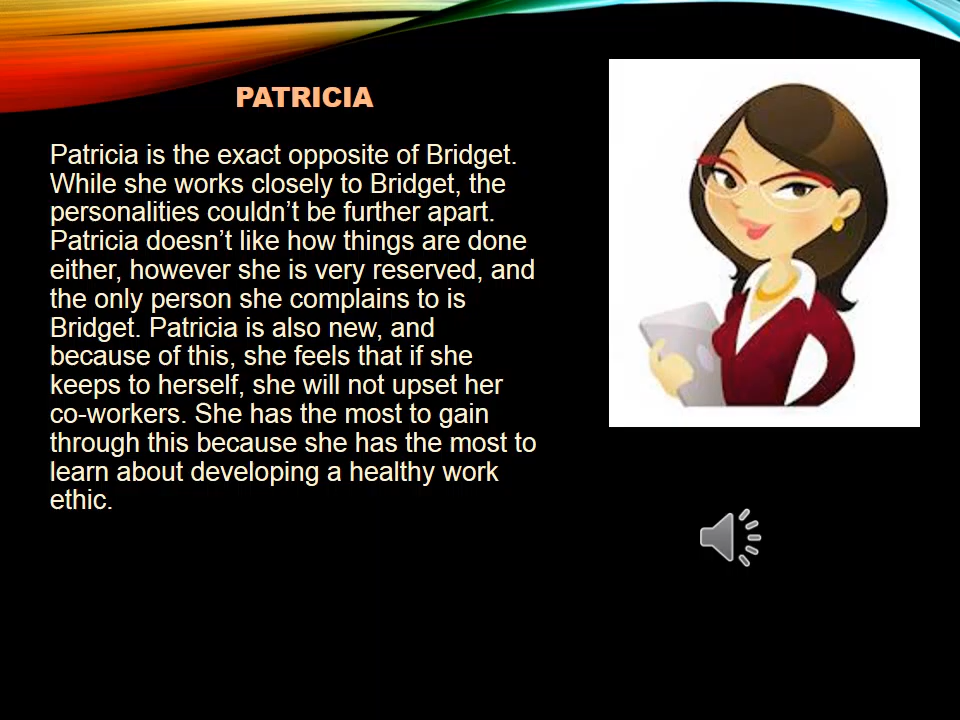 PATRICIA
Patricia is the exact opposite of Bridget.
While she works closely to Bridget, the
personalities couldn’t be further apart.
Patricia doesn’t like how things are done
either, however she is very reserved, and
the only person she complains to is
Bridget. Patricia is also new, and
because of this, she feels that if she
keeps to herself, she will not upset her
co-workers. She has the most to gain
through this because she has the most to
learn about developing a healthy work
ethic.